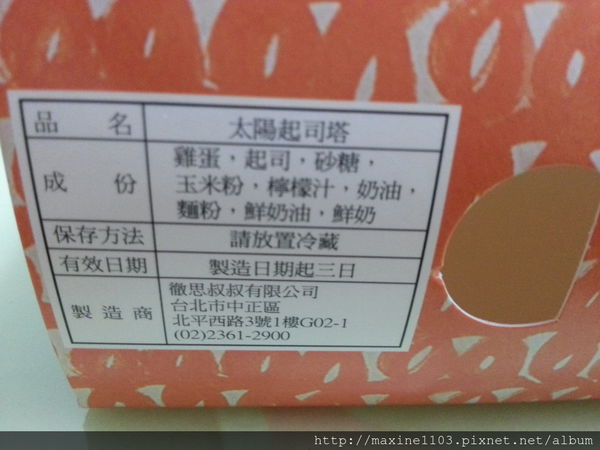 品名 太陽起司塔
成份 雞蛋，起司，砂糖，
玉米粉，檸檬汁，奶油，
麵粉，鮮奶油，鮮奶
保存方法 請放置冷藏
有效日期 製造日期起三日
製造商 徹思叔叔有限公司
台北市中正區
北平西路3號1樓G02-1
(02)2361-2900
http://maxine1103.pixnet.net/album